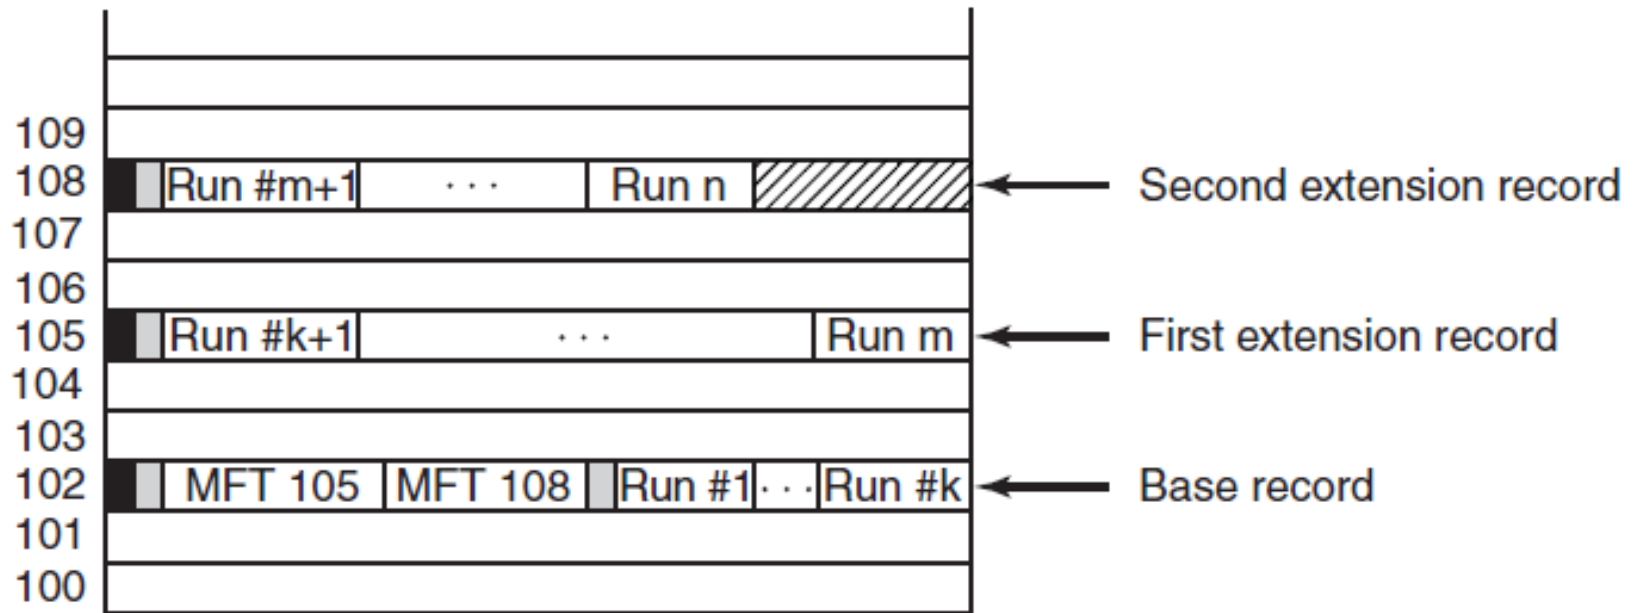 109
108 Run #m+1 ... Run n Second extension record
107
106
105 Run #k+1 ... Run m First extension record
104
103
102 MFT 105 MFT 108 Run #1 ... Run #k Base record
101
100